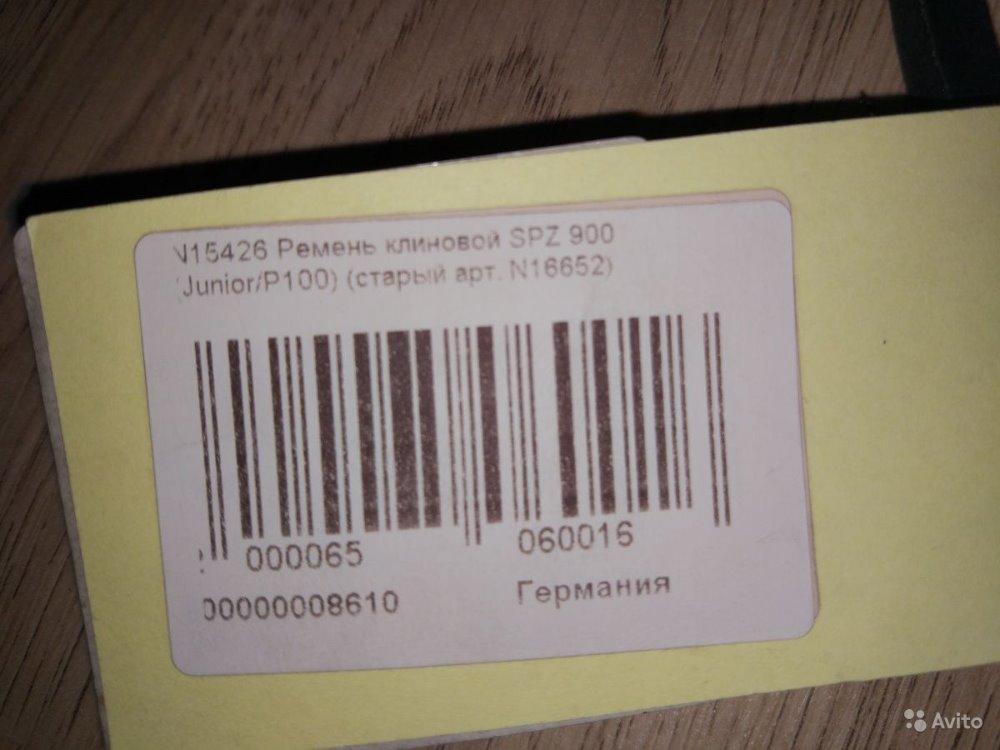 N15426 Ремень клиновой SPZ 900
(Junior/P100) (старый арт. N16652)
000065 060016
00000008610 Германия
Avito